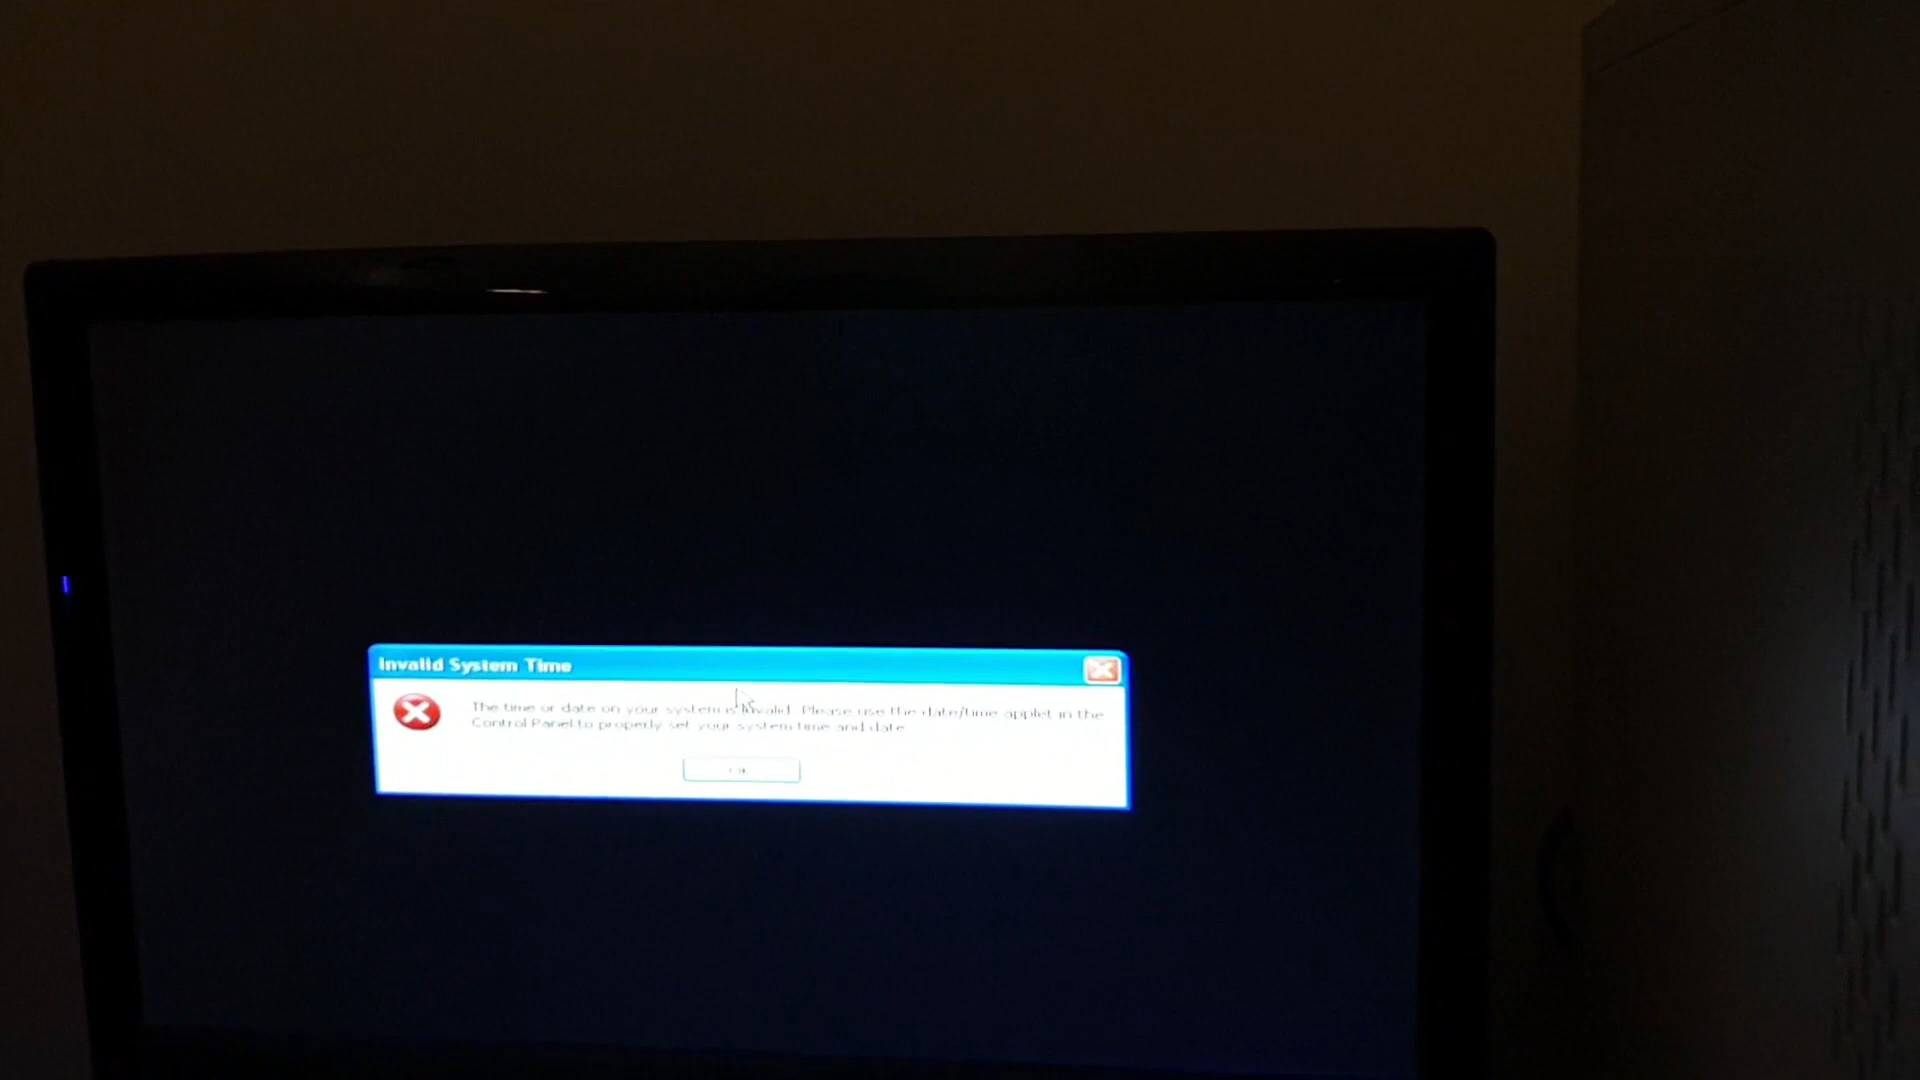 Invalid System Time
The time or date on your system is invalid. Please use the date/time applet in the
Control Panel to properly set your system time and date.
OK